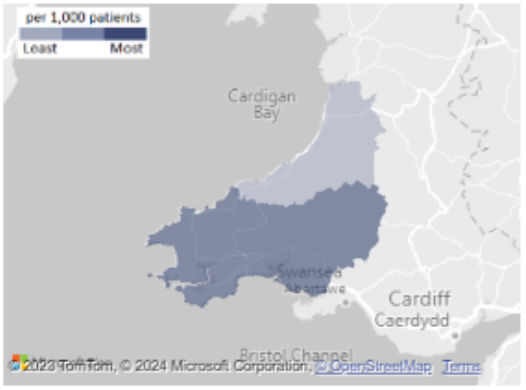 per 1,000 patients
Least Most
Cardigan
Bay
Swansea
Abertawe
Cardiff
Caerdydd
Bristol Channel
© 2023 TomTom, © 2024 Microsoft Corporation, © OpenStreetMap Terms